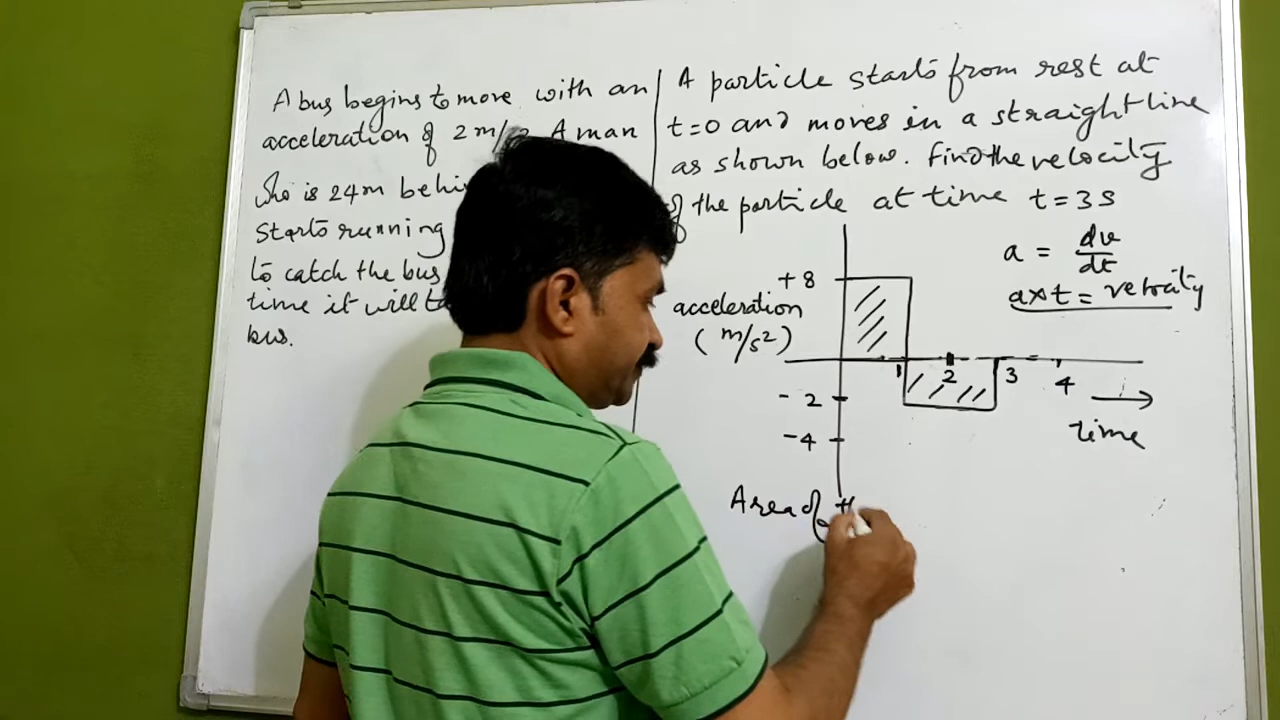 A bus begins to move with an
acceleration of 2 m/ A man
who is 24m
starts running
to catch the bus
time it will
bus.
A particle starts from rest at
t=0 and moves in a straight line
as shown below. Find the velocity
of the particle at time t = 3s
a = dv/dt
a×t = velocity
+8
acceleration
(m/s²)
1 2 3 4
-2
-4
time
Area of